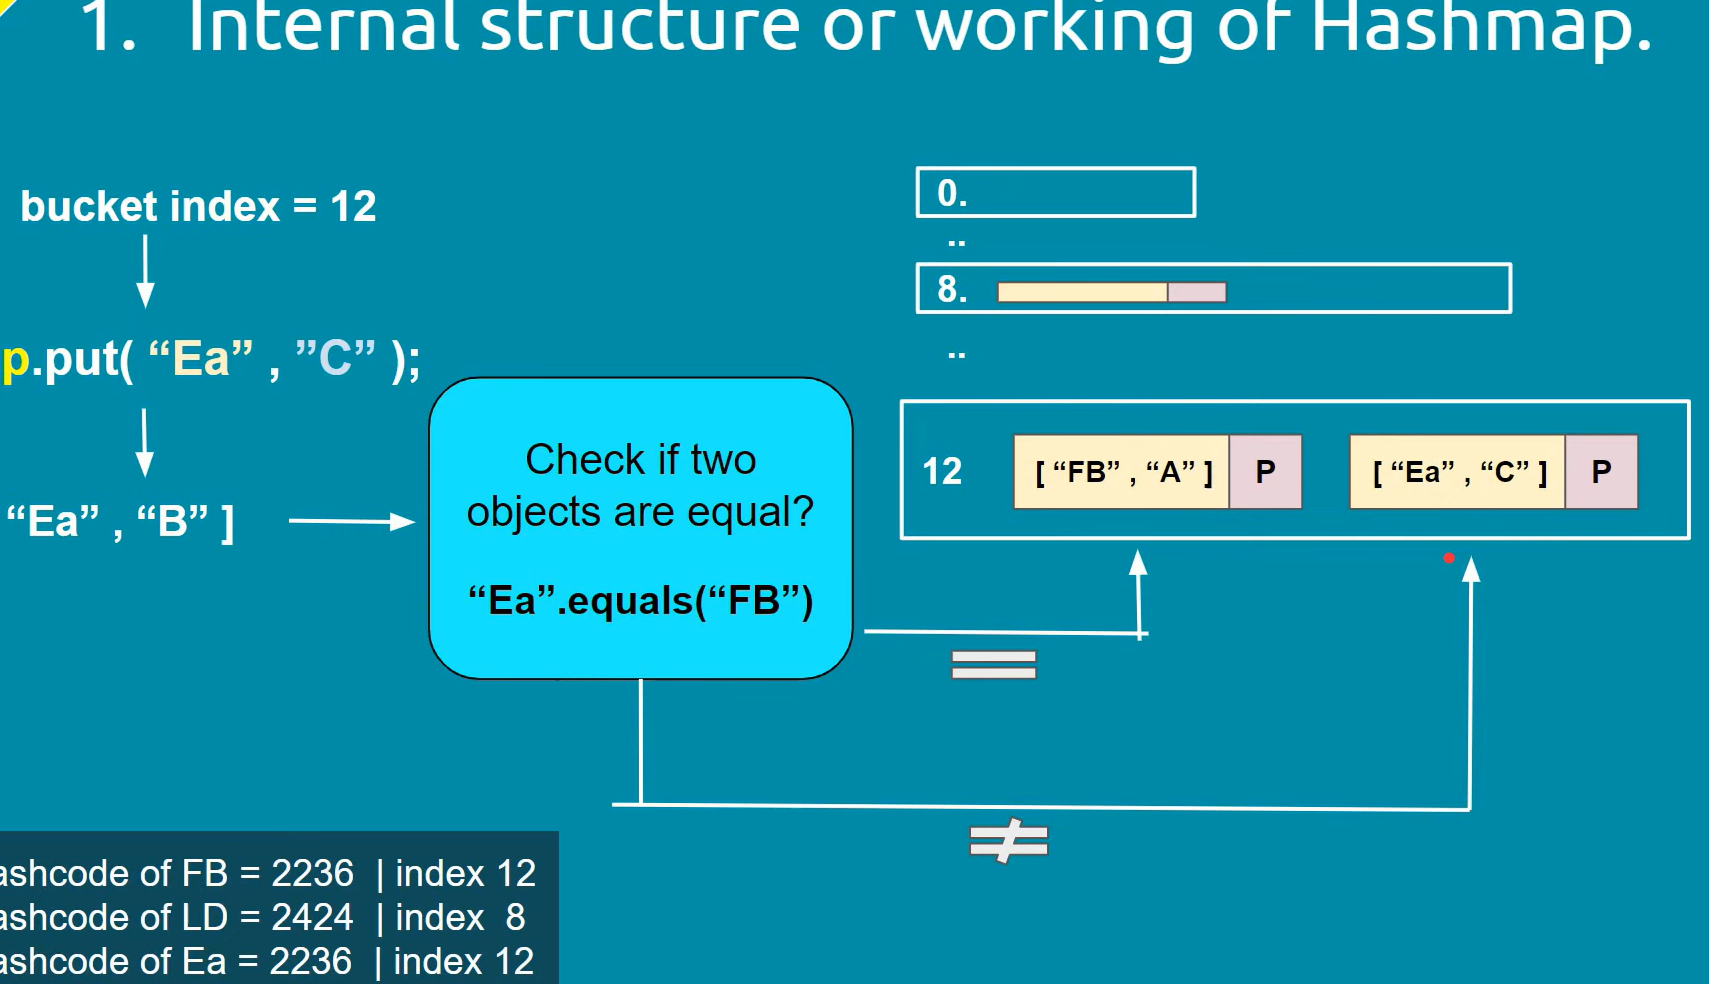 1. Internal structure or working of Hashmap.
bucket index = 12
p.put( “Ea” , ”C” );
“Ea” , “B” ]
Check if two
objects are equal?
“Ea”.equals(“FB”)
0.
..
8.
..
12 [ “FB” , “A” ] P [ “Ea” , “C” ] P
=
≠
ashcode of FB = 2236 | index 12
ashcode of LD = 2424 | index 8
ashcode of Ea = 2236 | index 12